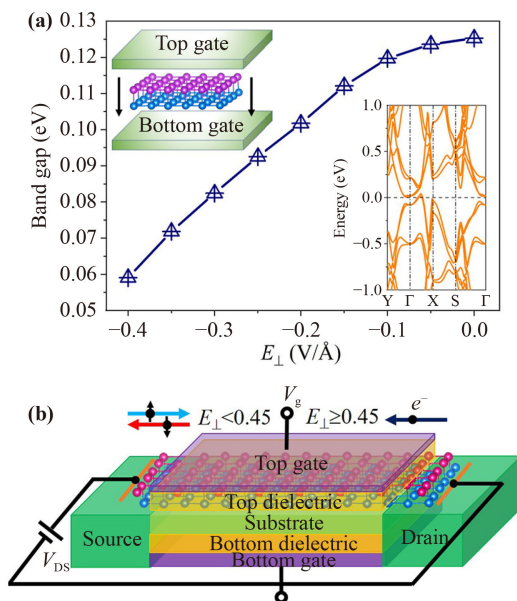 (a)
0.13
0.12
0.11
0.10
0.09
0.08
0.07
0.06
0.05
Band gap (eV)
Top gate
Bottom gate
1.0
0.5
0.0
-0.5
-1.0
Energy (eV)
Y Γ X S Γ
-0.4 -0.3 -0.2 -0.1 0.0
E⊥ (V/Å)
(b)
E⊥<0.45
Vg
E⊥≥0.45
e⁻
Top gate
Top dielectric
Substrate
Source
Bottom dielectric
Drain
Bottom gate
VDS